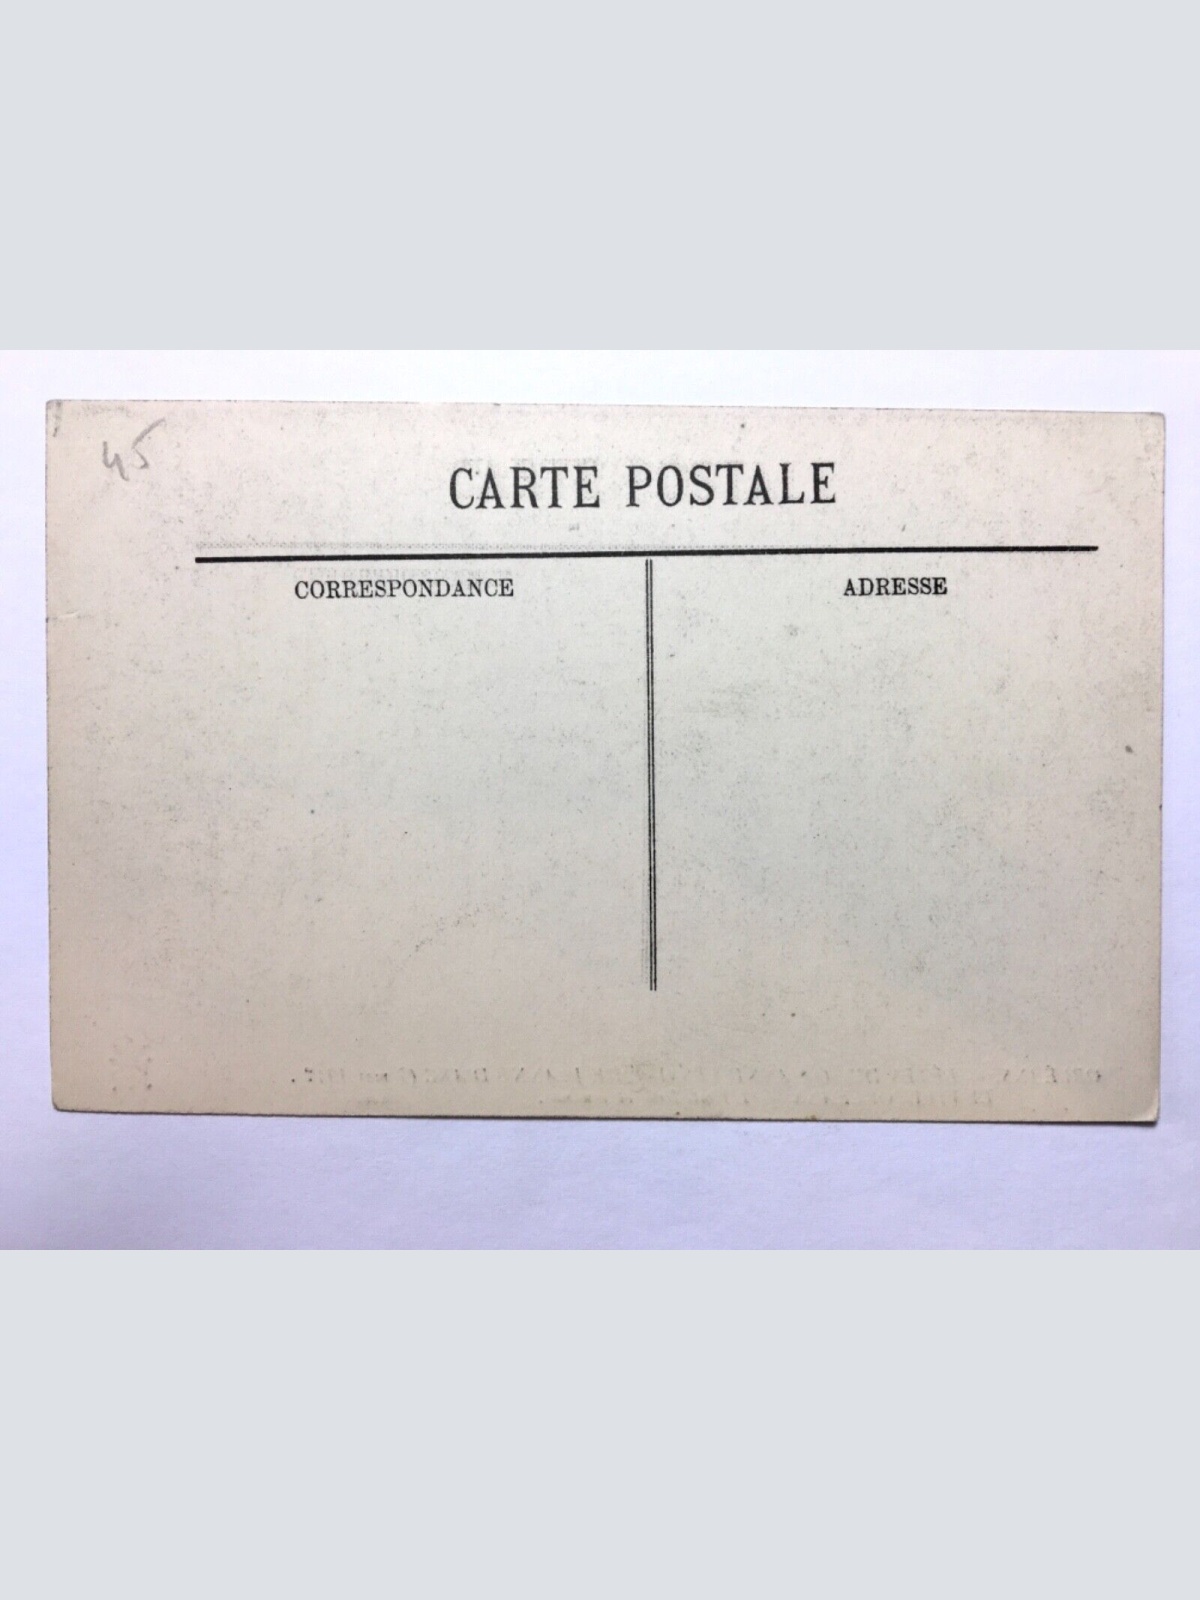 45
CARTE POSTALE
CORRESPONDANCE
ADRESSE